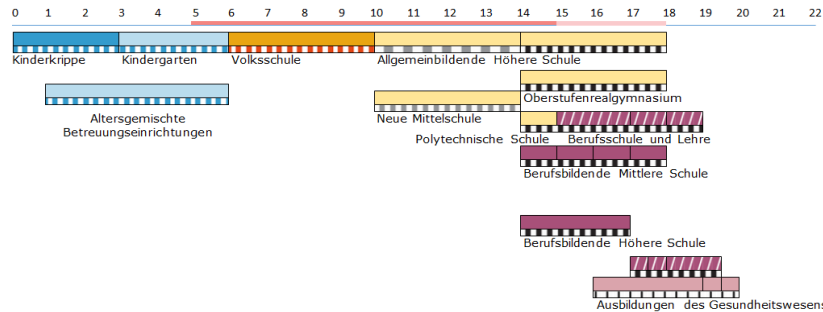 0 1 2 3 4 5 6 7 8 9 10 11 12 13 14 15 16 17 18 19 20 21 22
Kinderkrippe Kindergarten Volksschule Allgemeinbildende Höhere Schule
Oberstufenrealgymnasium
Altersgemischte
Betreuungseinrichtungen
Neue Mittelschule
Polytechnische Schule Berufsschule und Lehre
Berufsbildende Mittlere Schule
Berufsbildende Höhere Schule
Ausbildungen des Gesundheitswesens